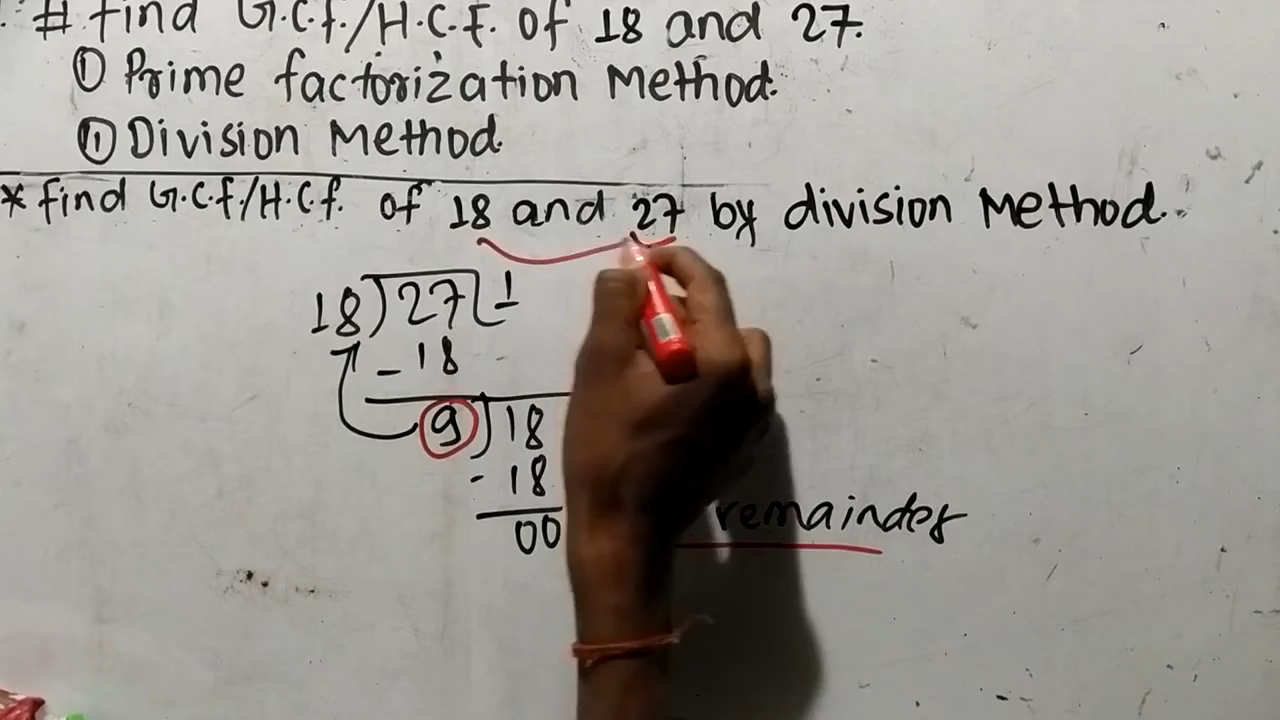 # find G.C.f./H.C.F. of 18 and 27.
① Prime factorization Method.
① Division Method
* find G.C.f/H.C.f. of 18 and 27 by division Method.
18)27(1
-18
9)18
-18
00
remainder